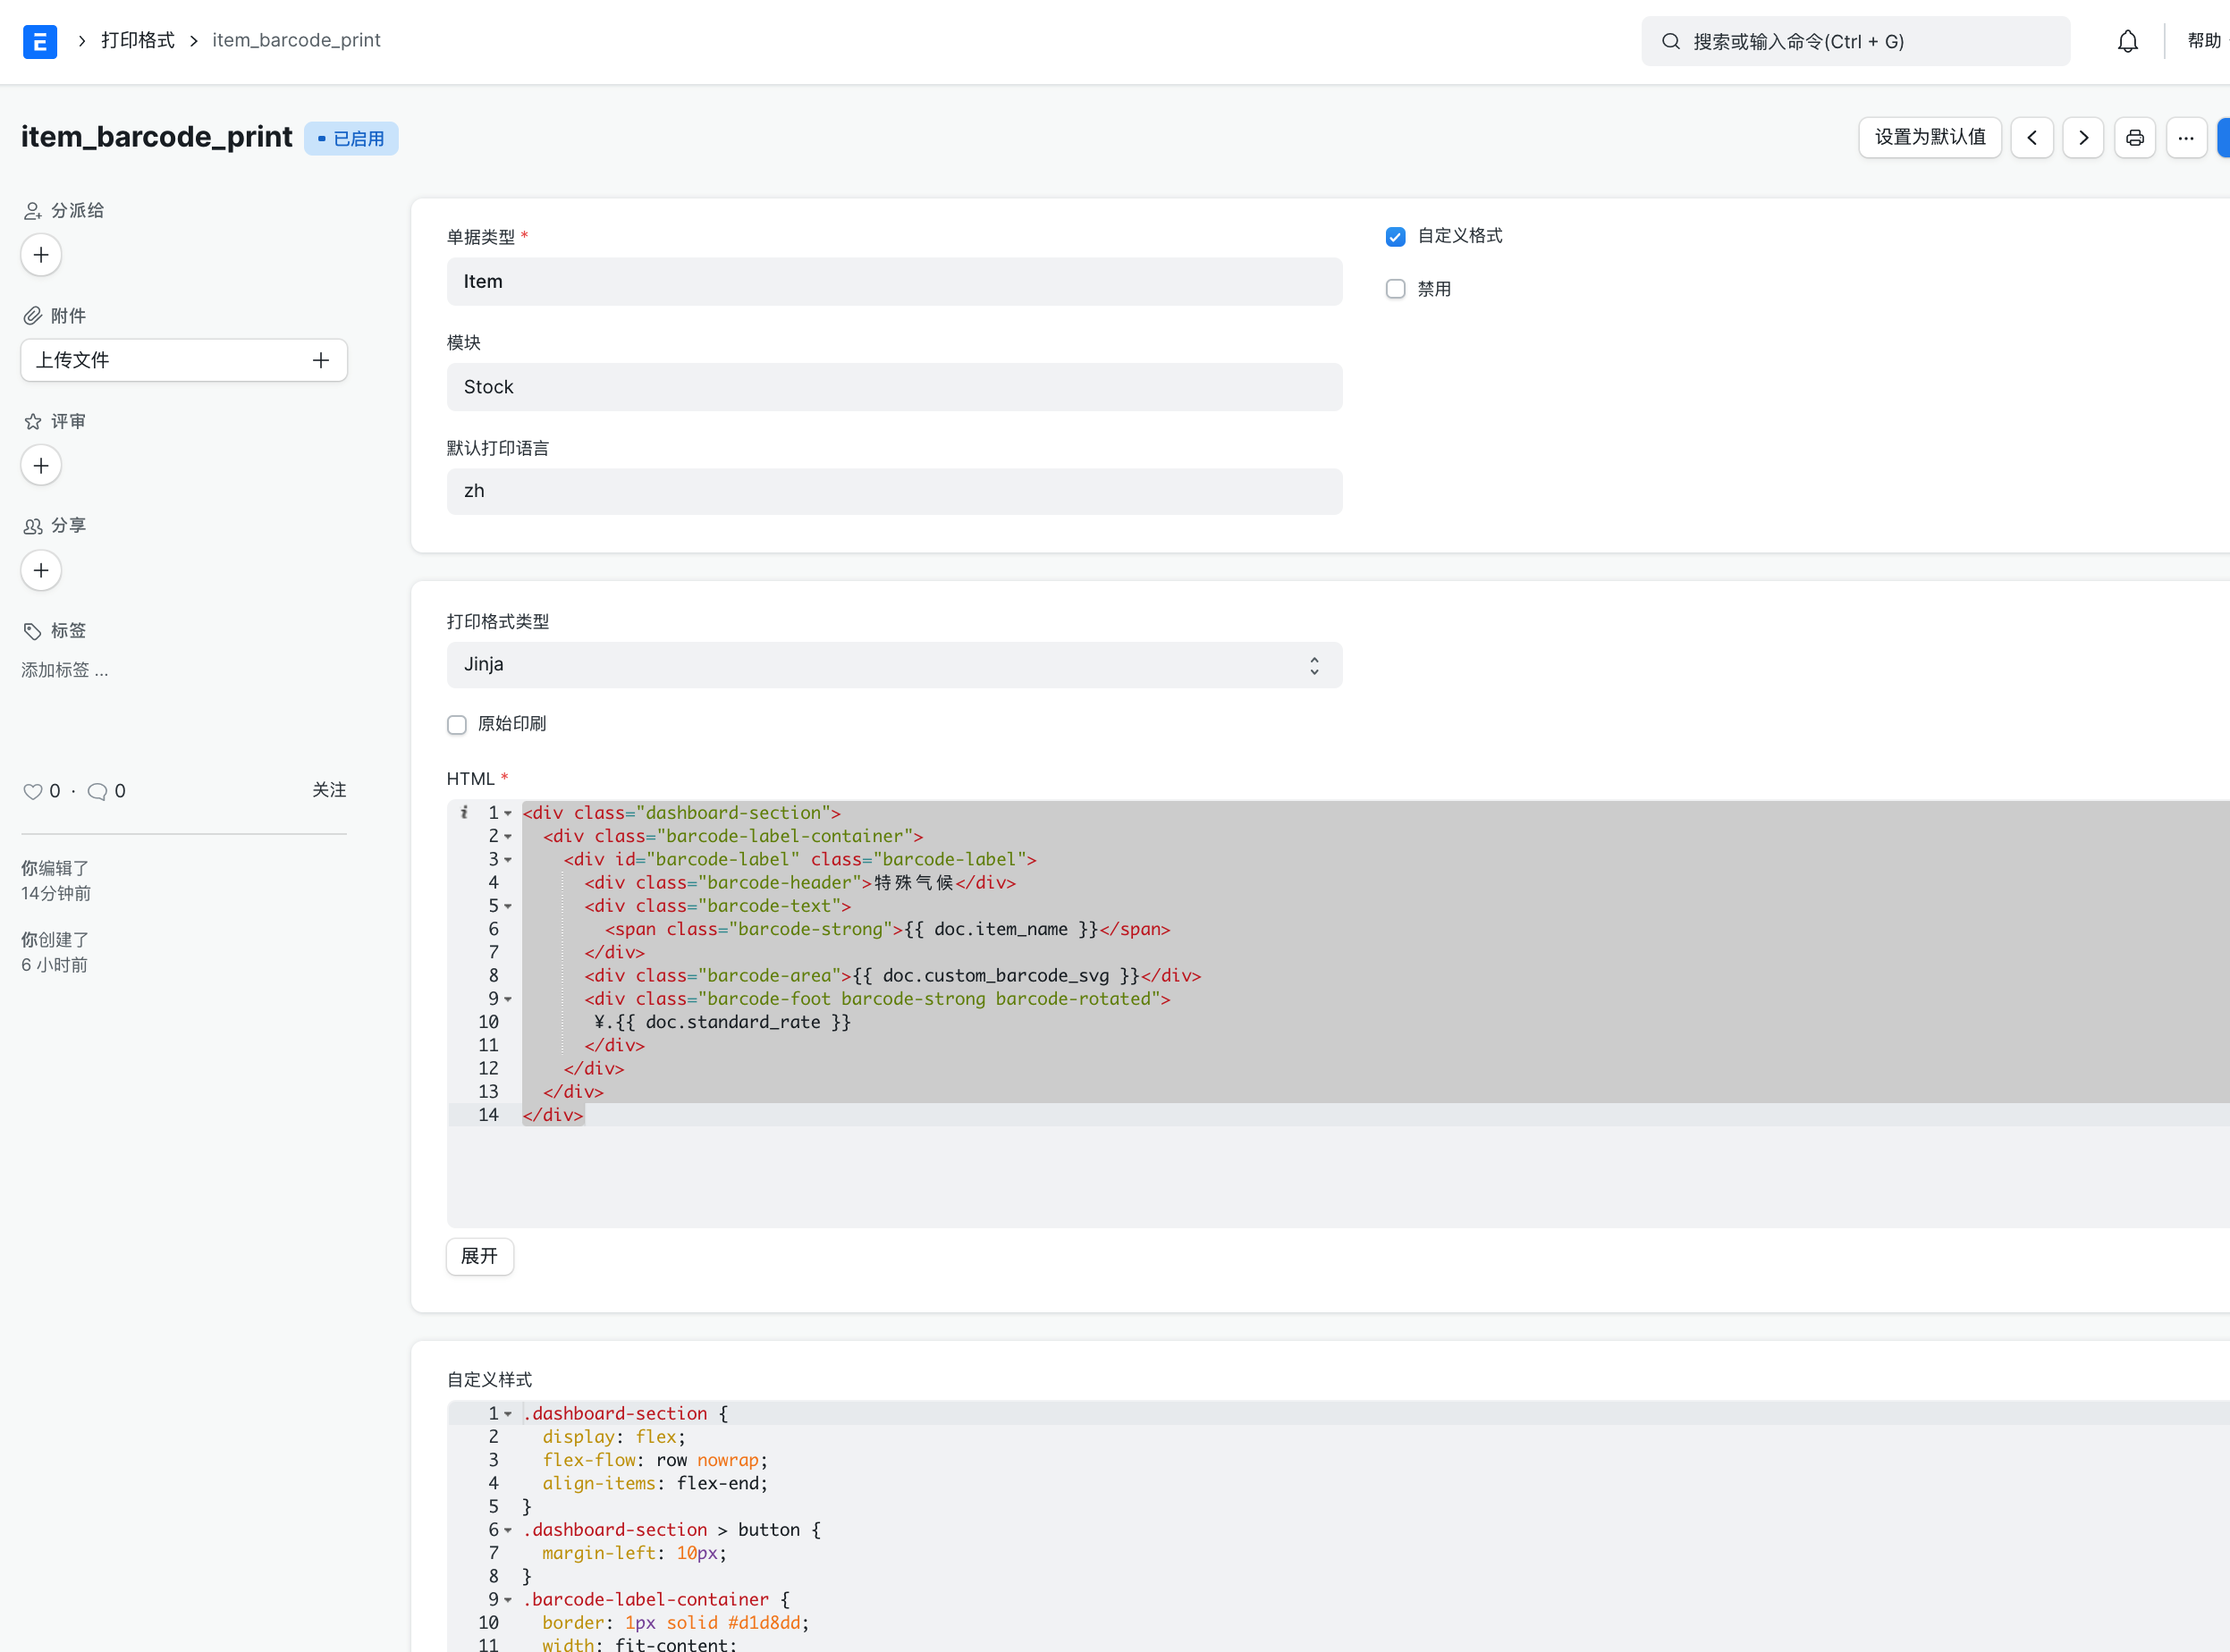 E
打印格式
item_barcode_print
搜索或输入命令(Ctrl + G)
帮助
item_barcode_print
已启用
设置为默认值
分派给
附件
上传文件
评审
分享
标签
添加标签 ...
0 · 0
关注
你编辑了
14分钟前
你创建了
6 小时前
单据类型 *
Item
自定义格式
禁用
模块
Stock
默认打印语言
zh
打印格式类型
Jinja
原始印刷
HTML *
i 1 <div class="dashboard-section">
2   <div class="barcode-label-container">
3     <div id="barcode-label" class="barcode-label">
4       <div class="barcode-header">特殊气候</div>
5       <div class="barcode-text">
6         <span class="barcode-strong">{{ doc.item_name }}</span>
7       </div>
8       <div class="barcode-area">{{ doc.custom_barcode_svg }}</div>
9       <div class="barcode-foot barcode-strong barcode-rotated">
10        ¥.{{ doc.standard_rate }}
11      </div>
12    </div>
13  </div>
14 </div>
展开
自定义样式
1 .dashboard-section {
2   display: flex;
3   flex-flow: row nowrap;
4   align-items: flex-end;
5 }
6 .dashboard-section > button {
7   margin-left: 10px;
8 }
9 .barcode-label-container {
10   border: 1px solid #d1d8dd;
11   width: fit-content;